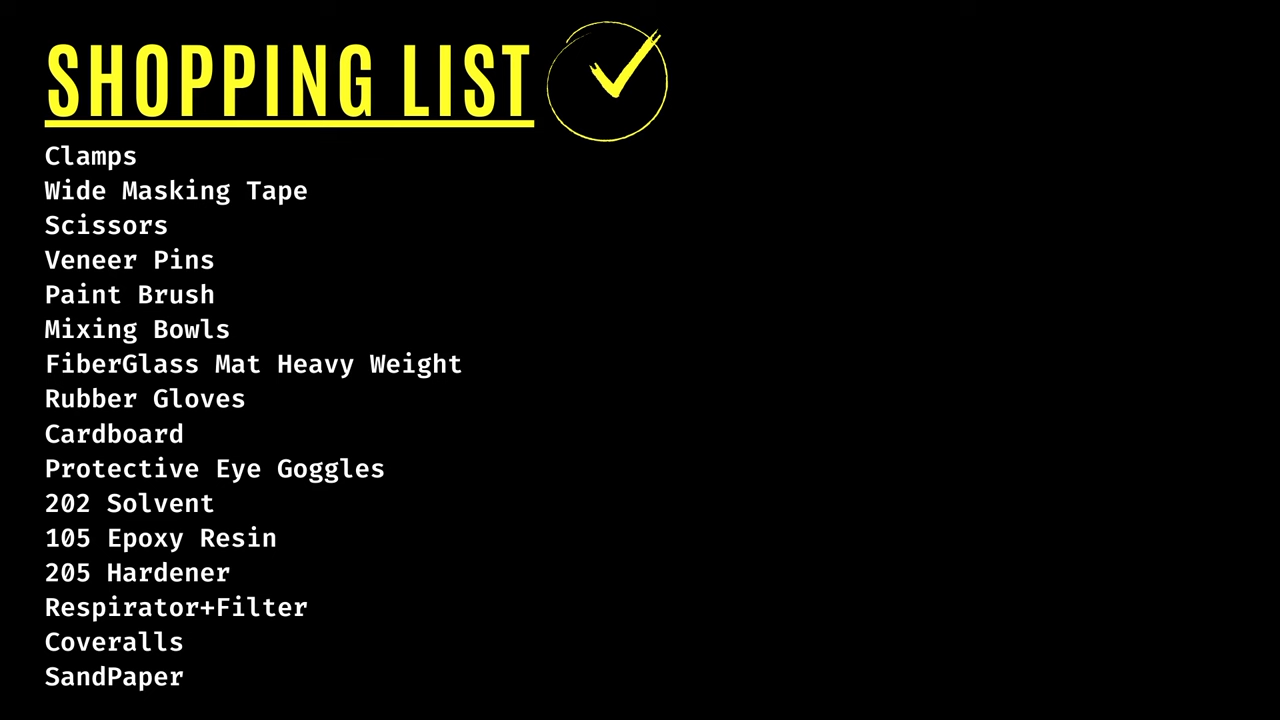 SHOPPING LIST
Clamps
Wide Masking Tape
Scissors
Veneer Pins
Paint Brush
Mixing Bowls
FiberGlass Mat Heavy Weight
Rubber Gloves
Cardboard
Protective Eye Goggles
202 Solvent
105 Epoxy Resin
205 Hardener
Respirator+Filter
Coveralls
SandPaper